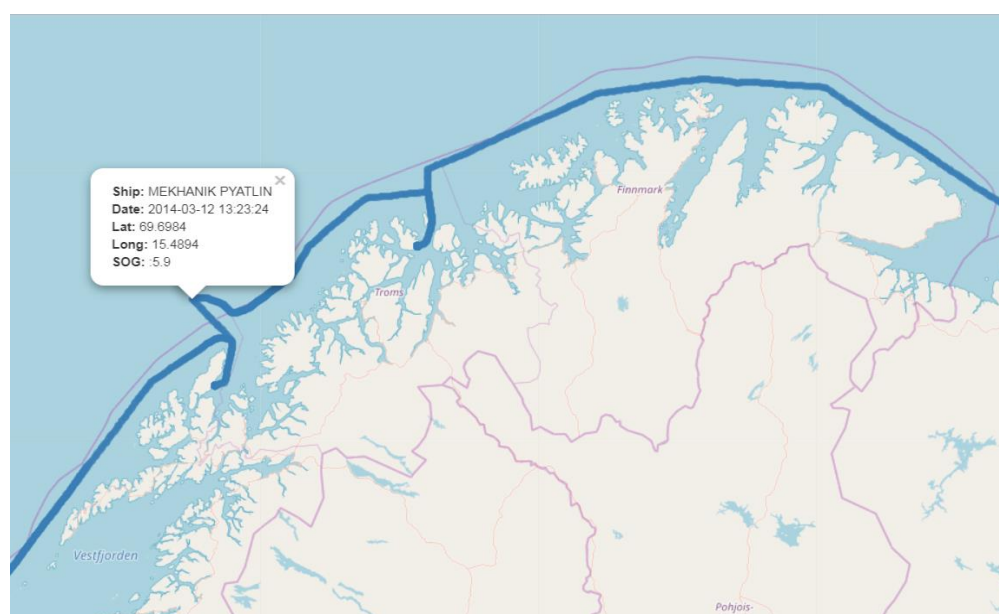 ×
Ship: MEKHANIK PYATLIN
Date: 2014-03-12 13:23:24
Lat: 69.6984
Long: 15.4894
SOG: :5.9
Finnmark
Troms
Vestfjorden
Pohjois-